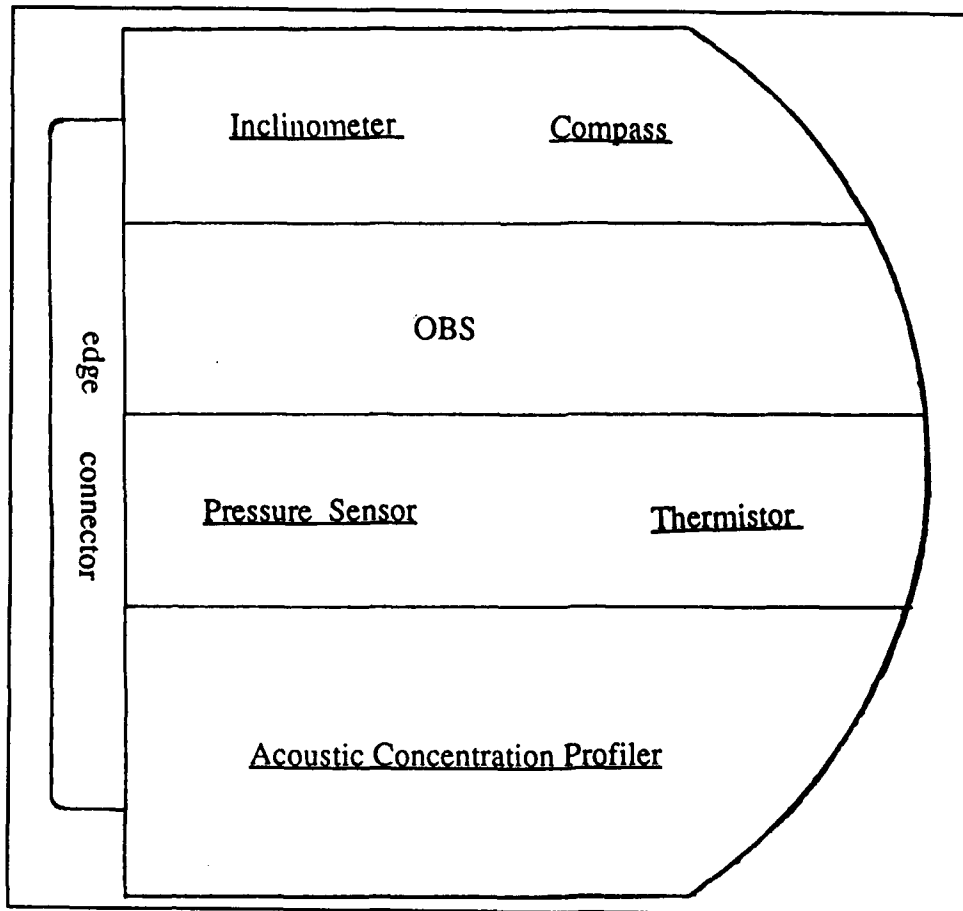 Inclinometer
Compass
OBS
edge connector
Pressure Sensor
Thermistor
Acoustic Concentration Profiler